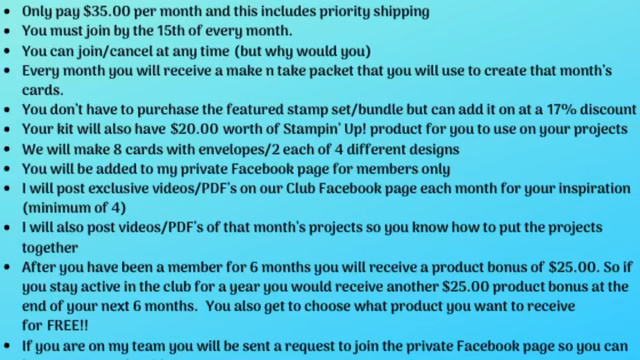 • Only pay $35.00 per month and this includes priority shipping
• You must join by the 15th of every month.
• You can join/cancel at any time (but why would you)
• Every month you will receive a make n take packet that you will use to create that month's
cards.
• You don't have to purchase the featured stamp set/bundle but can add it on at a 17% discount
• Your kit will also have $20.00 worth of Stampin' Up! product for you to use on your projects
• We will make 8 cards with envelopes/2 each of 4 different designs
• You will be added to my private Facebook page for members only
• I will post exclusive videos/PDF's on our Club Facebook page each month for your inspiration
(minimum of 4)
• I will also post videos/PDF's of that month's projects so you know how to put the projects
together
• After you have been a member for 6 months you will receive a product bonus of $25.00. So if
you stay active in the club for a year you would receive another $25.00 product bonus at the
end of your next 6 months. You also get to choose what product you want to receive
for FREE!!
• If you are on my team you will be sent a request to join the private Facebook page so you can